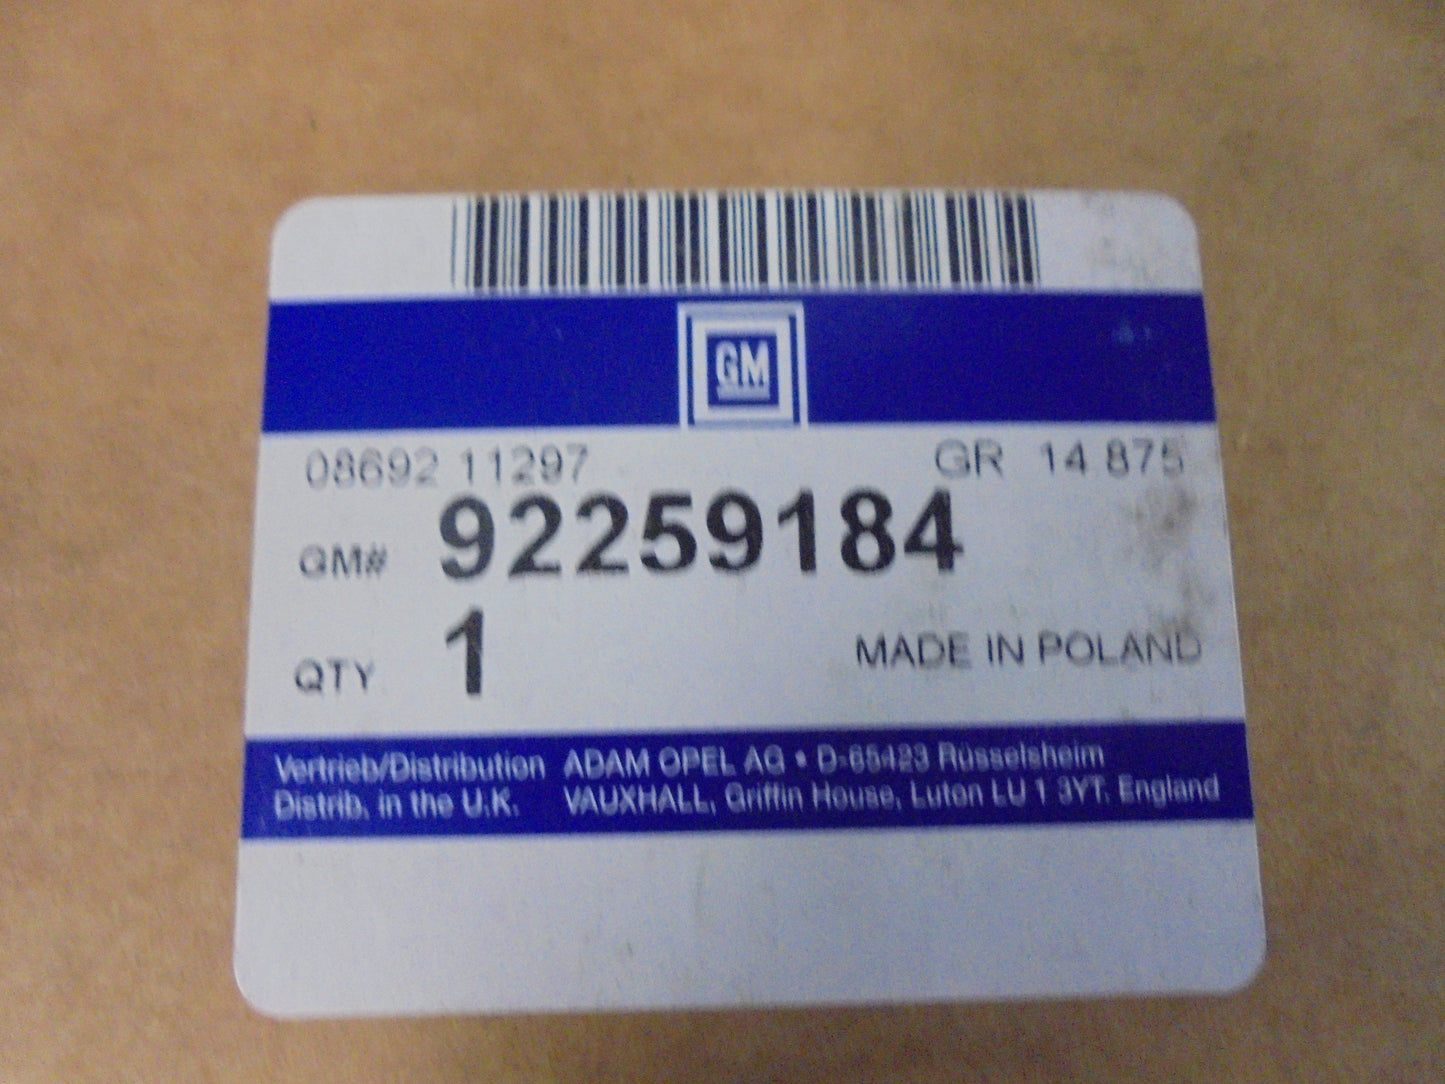 GM
08692 11297 GR 14.875
GM# 92259184
QTY 1 MADE IN POLAND
Vertrieb/Distribution ADAM OPEL AG • D-65423 Rüsselsheim
Distrib. in the U.K. VAUXHALL, Griffin House, Luton LU 1 3YT, England